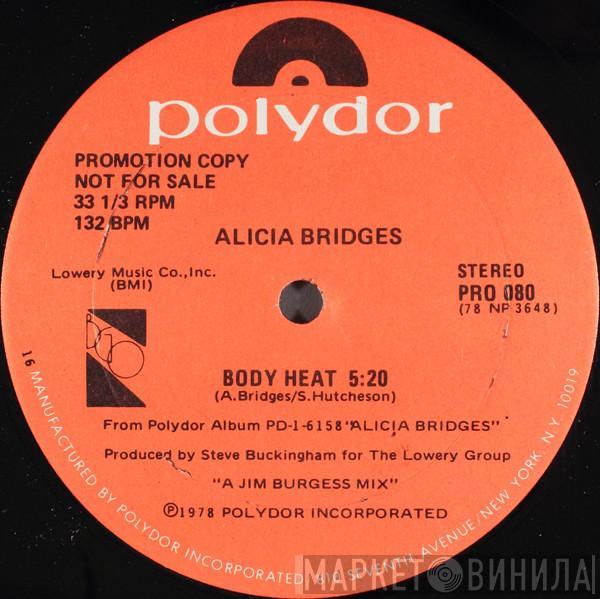 polydor
PROMOTION COPY
NOT FOR SALE
33 1/3 RPM
132 BPM
ALICIA BRIDGES
Lowery Music Co., Inc.
(BMI)
STEREO
PRO 080
(78 NP 3648)
BODY HEAT 5:20
(A.Bridges/S.Hutcheson)
From Polydor Album PD-1-6158 "ALICIA BRIDGES"
Produced by Steve Buckingham for The Lowery Group
"A JIM BURGESS MIX"
℗1978 POLYDOR INCORPORATED
16 MANUFACTURED BY POLYDOR INCORPORATED, 810 SEVENTH AVENUE/NEW YORK, N.Y. 10019
МАРКЕТ ВИНИЛА